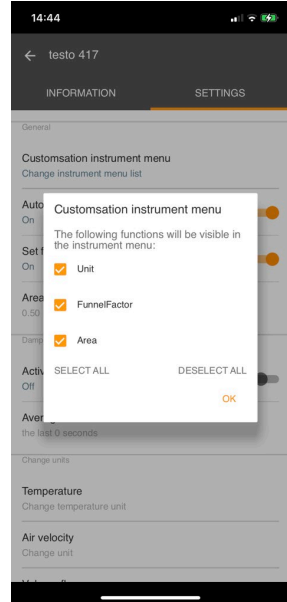 14:44
testo 417
INFORMATION
SETTINGS
General
Customsation instrument menu
Change instrument menu list
Auto
On
Customsation instrument menu
The following functions will be visible in
the instrument menu:
Set f
On
Unit
FunnelFactor
Area
0.50
Area
Damp
SELECT ALL
DESELECT ALL
Activ
Off
OK
Aver
the last 0 seconds
Change units
Temperature
Change temperature unit
Air velocity
Change unit